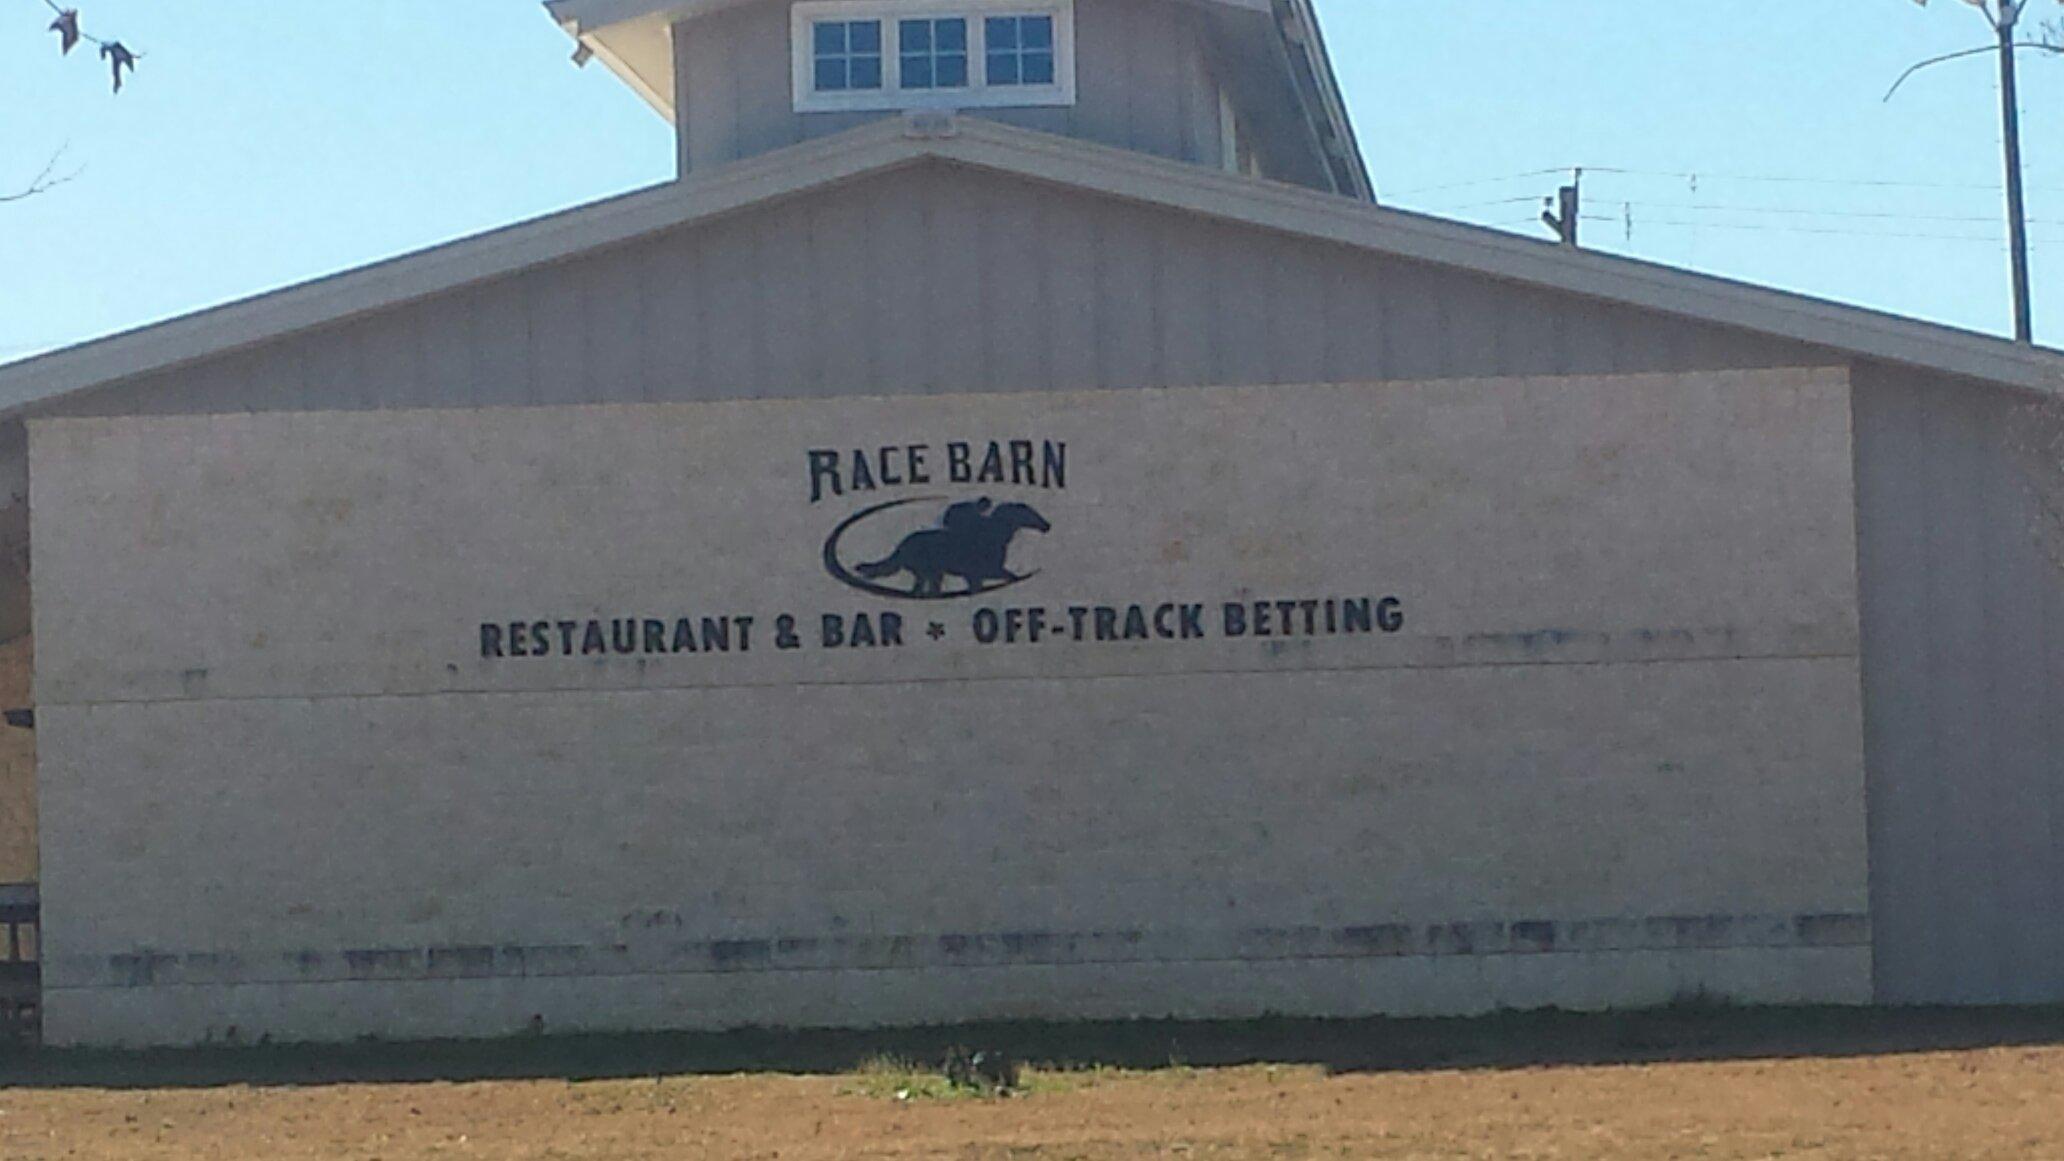 RACE BARN
RESTAURANT & BAR * OFF-TRACK BETTING